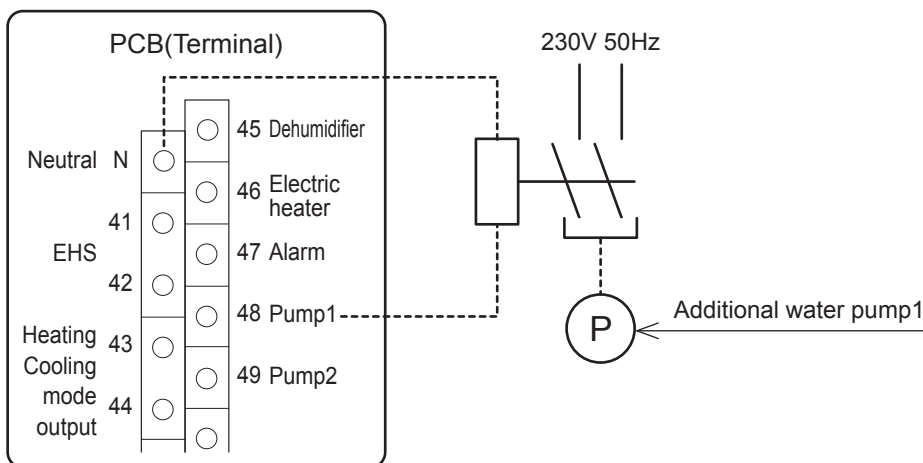 PCB(Terminal)
230V 50Hz
45 Dehumidifier
Neutral N
46 Electric
heater
41
EHS
47 Alarm
42
48 Pump1
Additional water pump1
P
Heating
43
Cooling
49 Pump2
mode
44
output